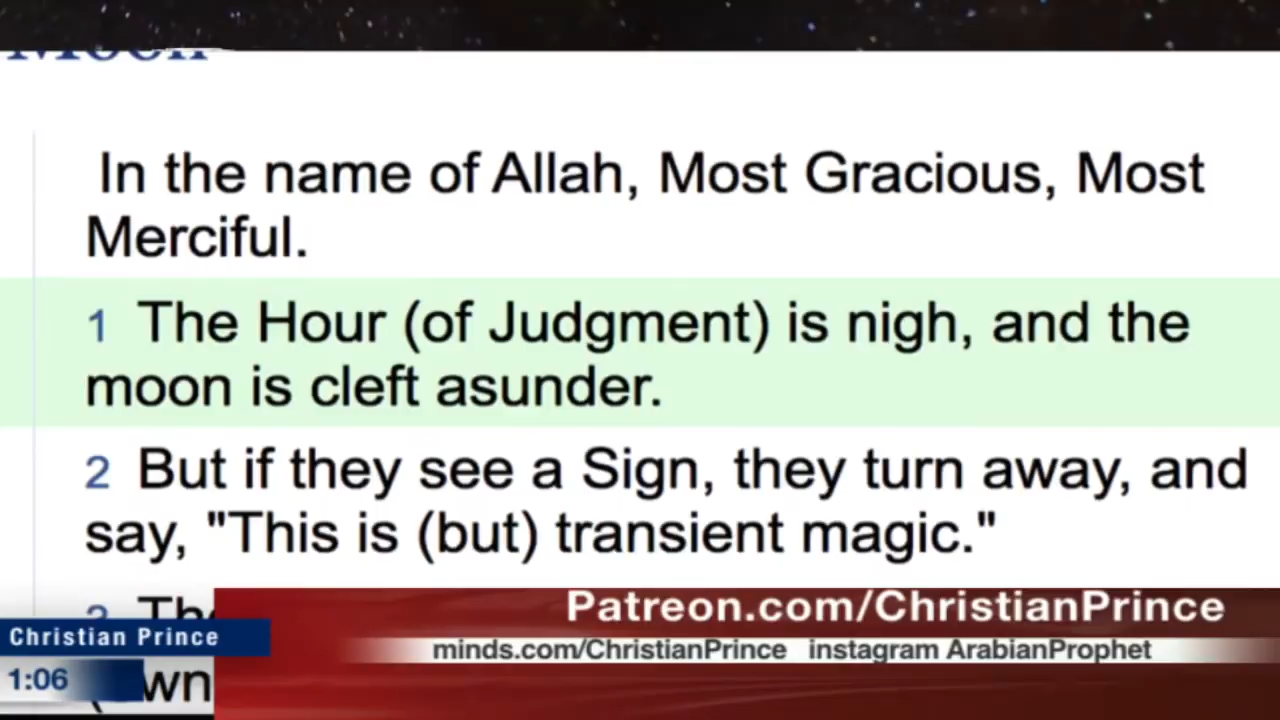 Moon
In the name of Allah, Most Gracious, Most
Merciful.
1 The Hour (of Judgment) is nigh, and the
moon is cleft asunder.
2 But if they see a Sign, they turn away, and
say, "This is (but) transient magic."
Patreon.com/ChristianPrince
Christian Prince
minds.com/ChristianPrince instagram ArabianProphet
1:06